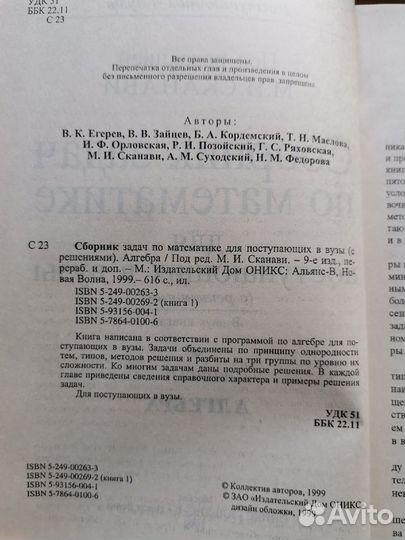 УДК 51
ББК 22.11
С 23
Все права защищены.
Перепечатка отдельных глав и произведения в целом
без письменного разрешения владельцев прав запрещена.
Авторы:
В. К. Егерев, В. В. Зайцев, Б. А. Кордемский, Т. Н. Маслова,
И. Ф. Орловская, Р. И. Позойский, Г. С. Ряховская,
М. И. Сканави, А. М. Суходский, Н. М. Федорова
С 23 Сборник задач по математике для поступающих в вузы (с
решениями). Алгебра / Под ред. М. И. Сканави. – 9-е изд., пе-
рераб. и доп. – М.: Издательский Дом ОНИКС: Альянс-В, Но-
вая Волна, 1999.– 616 с., ил.
ISBN 5-249-00263-3
ISBN 5-249-00269-2 (книга 1)
ISBN 5-93156-004-1
ISBN 5-7864-0100-6
Книга написана в соответствии с программой по алгебре для по-
ступающих в вузы. Задачи объединены по принципу однородности
тем, типов, методов решения и разбиты на три группы по уровню их
сложности. Ко многим задачам даны подробные решения. В каждой
главе приведены сведения справочного характера и примеры решения
задач.
Для поступающих в вузы.
УДК 51
ББК 22.11
ISBN 5-249-00263-3
ISBN 5-249-00269-2 (книга 1)
ISBN 5-93156-004-1
ISBN 5-7864-0100-6
© Коллектив авторов, 1999
© ЗАО «Издательский Дом ОНИКС»
дизайн обложки, 1999
Avito